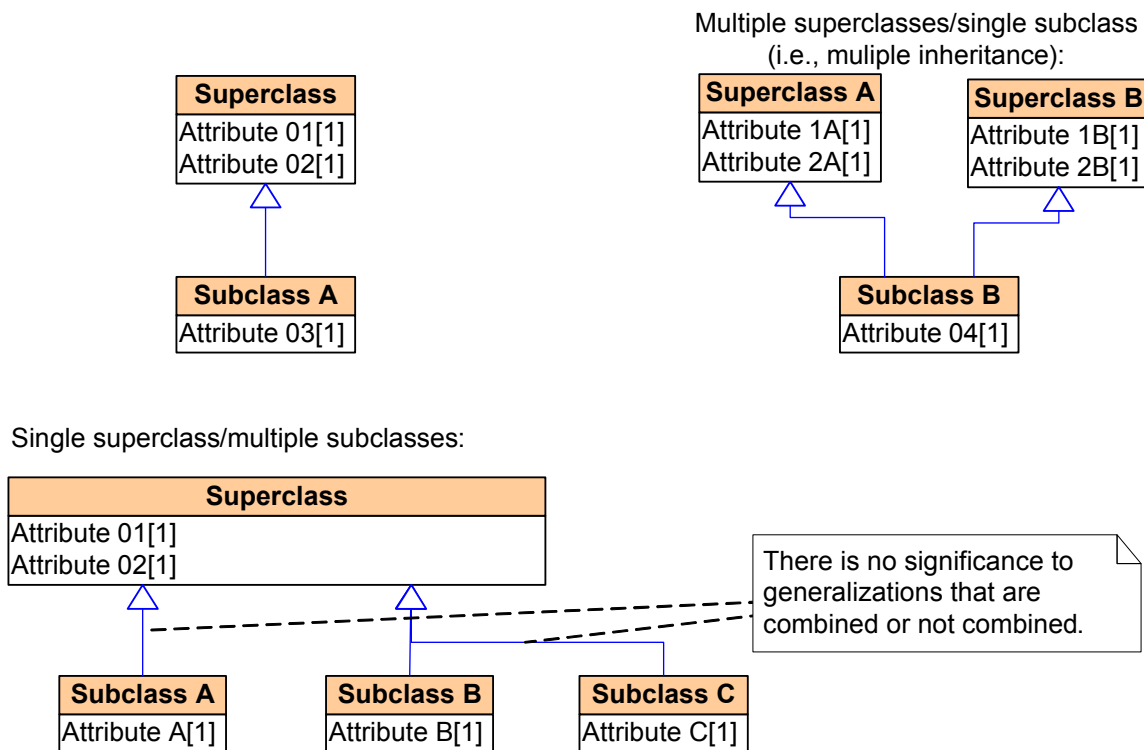 Multiple superclasses/single subclass
(i.e., muliple inheritance):
Superclass
Attribute 01[1]
Attribute 02[1]
Subclass A
Attribute 03[1]
Superclass A
Attribute 1A[1]
Attribute 2A[1]
Superclass B
Attribute 1B[1]
Attribute 2B[1]
Subclass B
Attribute 04[1]
Single superclass/multiple subclasses:
Superclass
Attribute 01[1]
Attribute 02[1]
There is no significance to
generalizations that are
combined or not combined.
Subclass A
Attribute A[1]
Subclass B
Attribute B[1]
Subclass C
Attribute C[1]